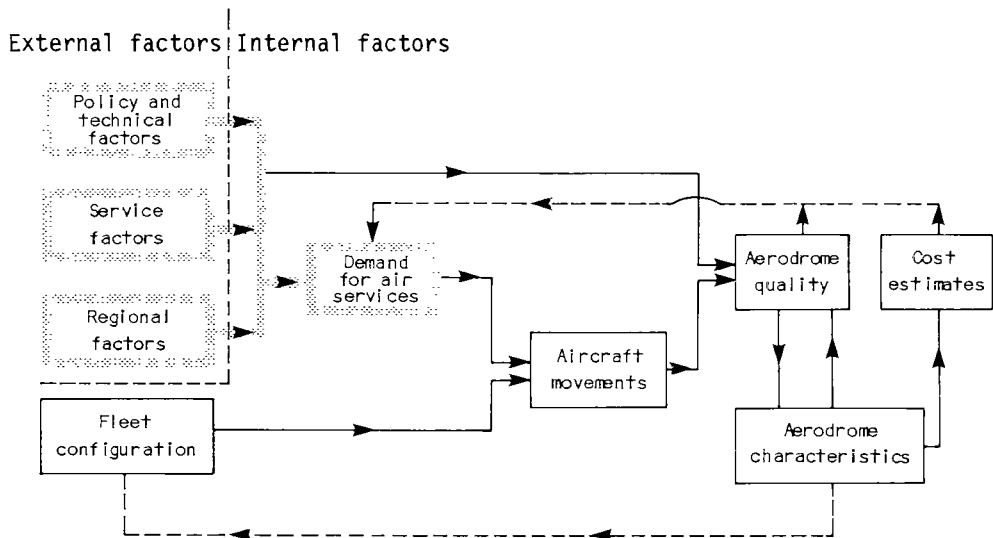 External factors Internal factors
Policy and
technical
factors
Service
factors
Regional
factors
Demand
for air
services
Aerodrome
quality
Cost
estimates
Aircraft
movements
Fleet
configuration
Aerodrome
characteristics